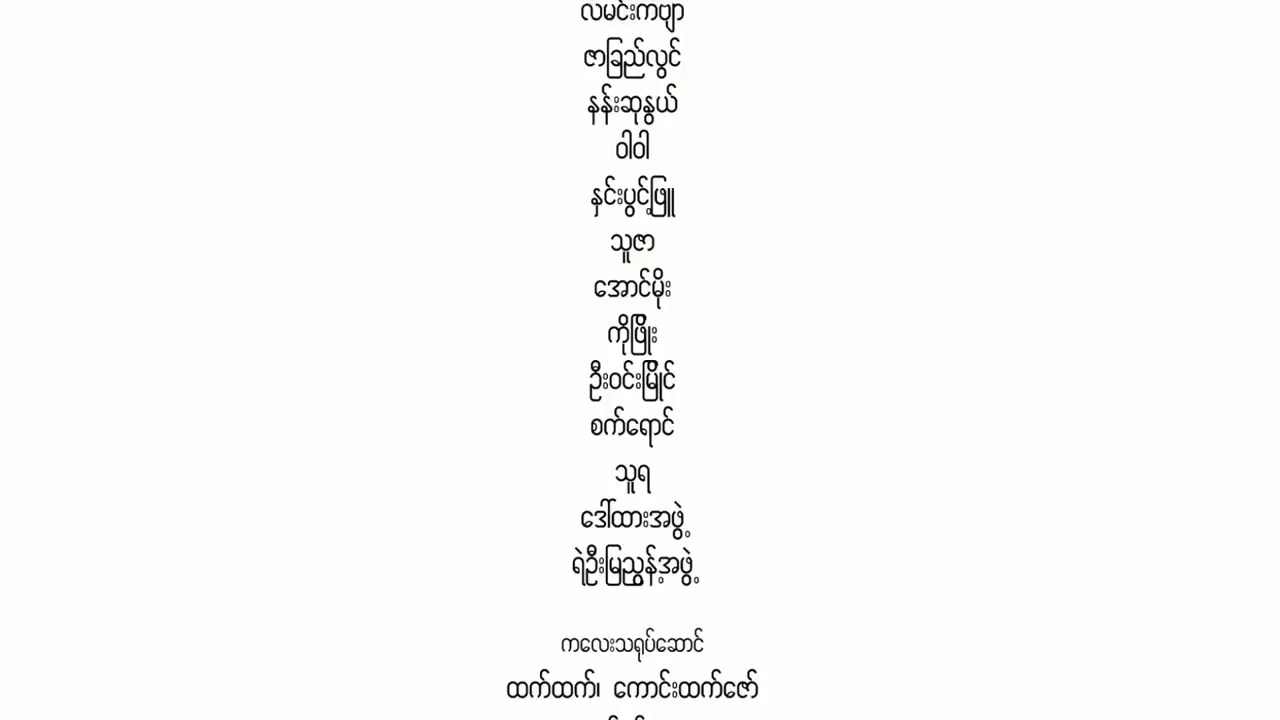 လမင်းကဗျာ
ဇာခြည်လွင်
နန်းဆုနွယ်
ဝါဝါ
နှင်းပွင့်ဖြူ
သူဇာ
အောင်မိုး
ကိုဖြိုး
ဦးဝင်းမြိုင်
စက်ရောင်
သူရ
ဒေါ်ထားအဖွဲ့
ရဲဦးမြညွန့်အဖွဲ့
ကလေးသရုပ်ဆောင်
ထက်ထက်၊ ကောင်းထက်ဇော်